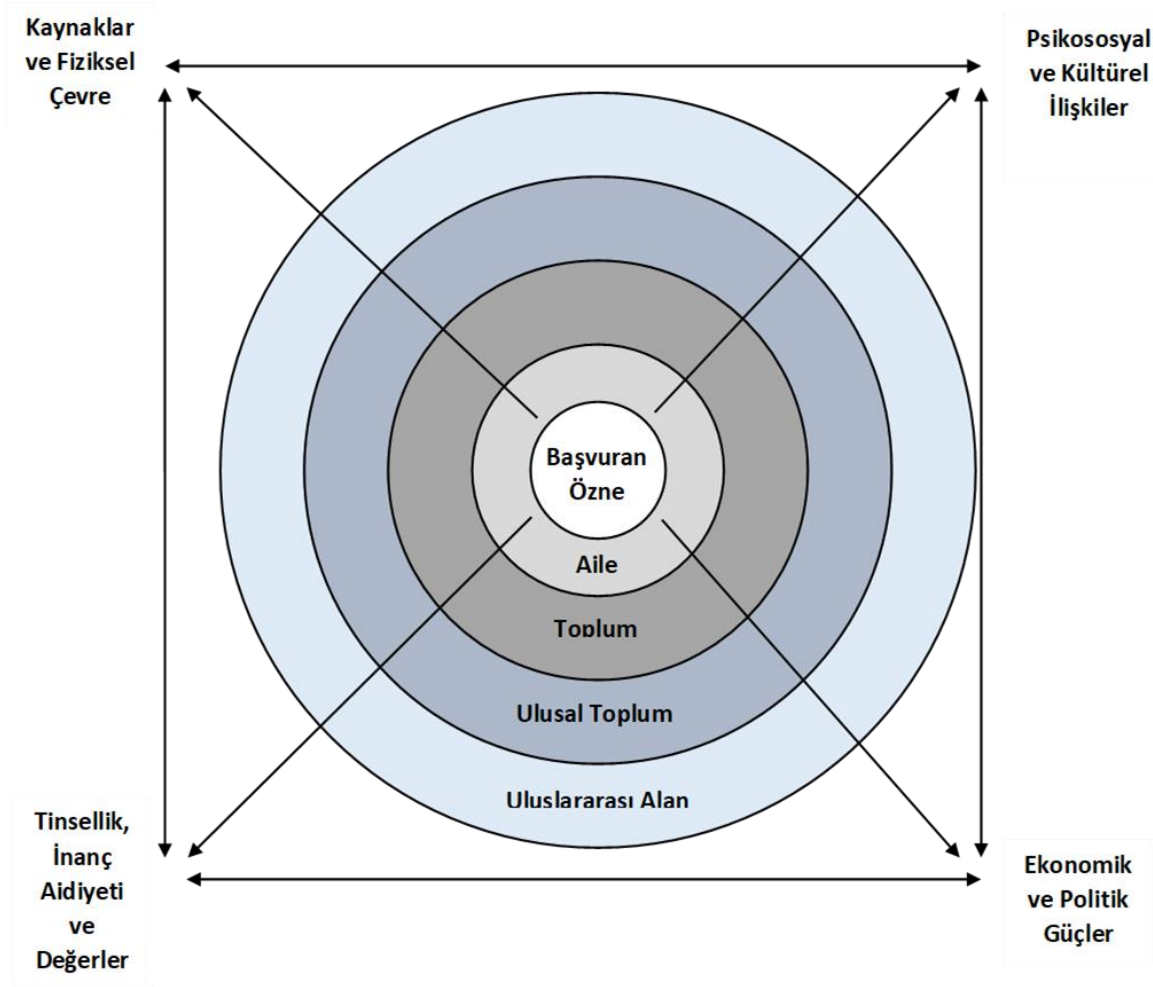 Kaynaklar
ve Fiziksel
Çevre
Psikososyal
ve Kültürel
İlişkiler
Başvuran
Özne
Aile
Toplum
Ulusal Toplum
Uluslararası Alan
Tinsellik,
İnanç
Aidiyeti
ve
Değerler
Ekonomik
ve Politik
Güçler